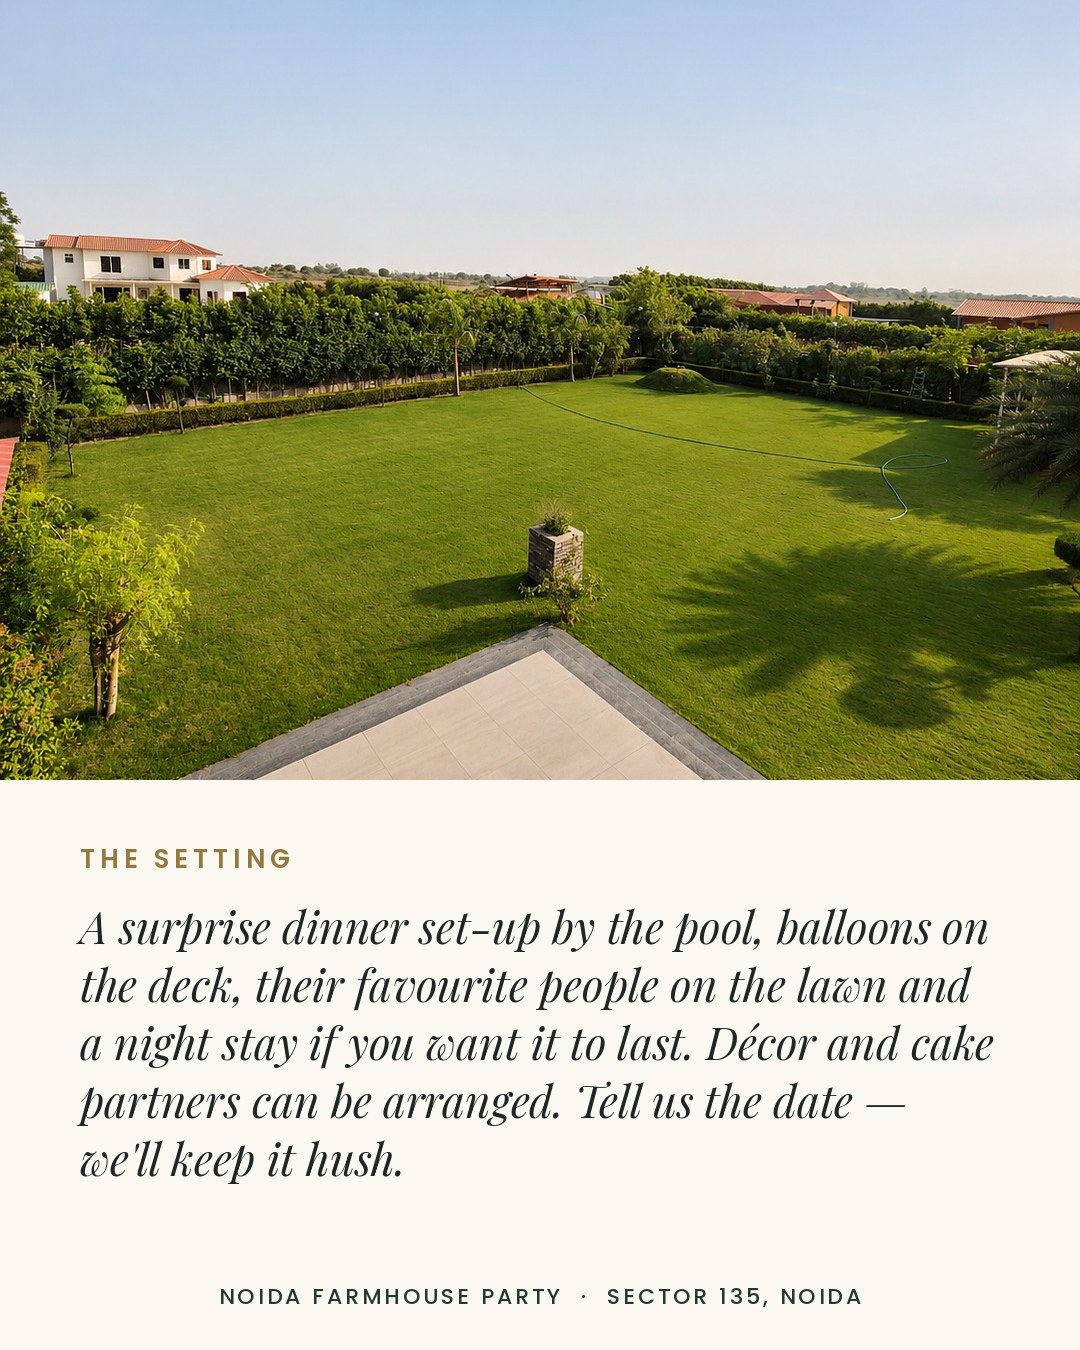 THE SETTING
A surprise dinner set-up by the pool, balloons on
the deck, their favourite people on the lawn and
a night stay if you want it to last. Décor and cake
partners can be arranged. Tell us the date —
we'll keep it hush.
NOIDA FARMHOUSE PARTY · SECTOR 135, NOIDA